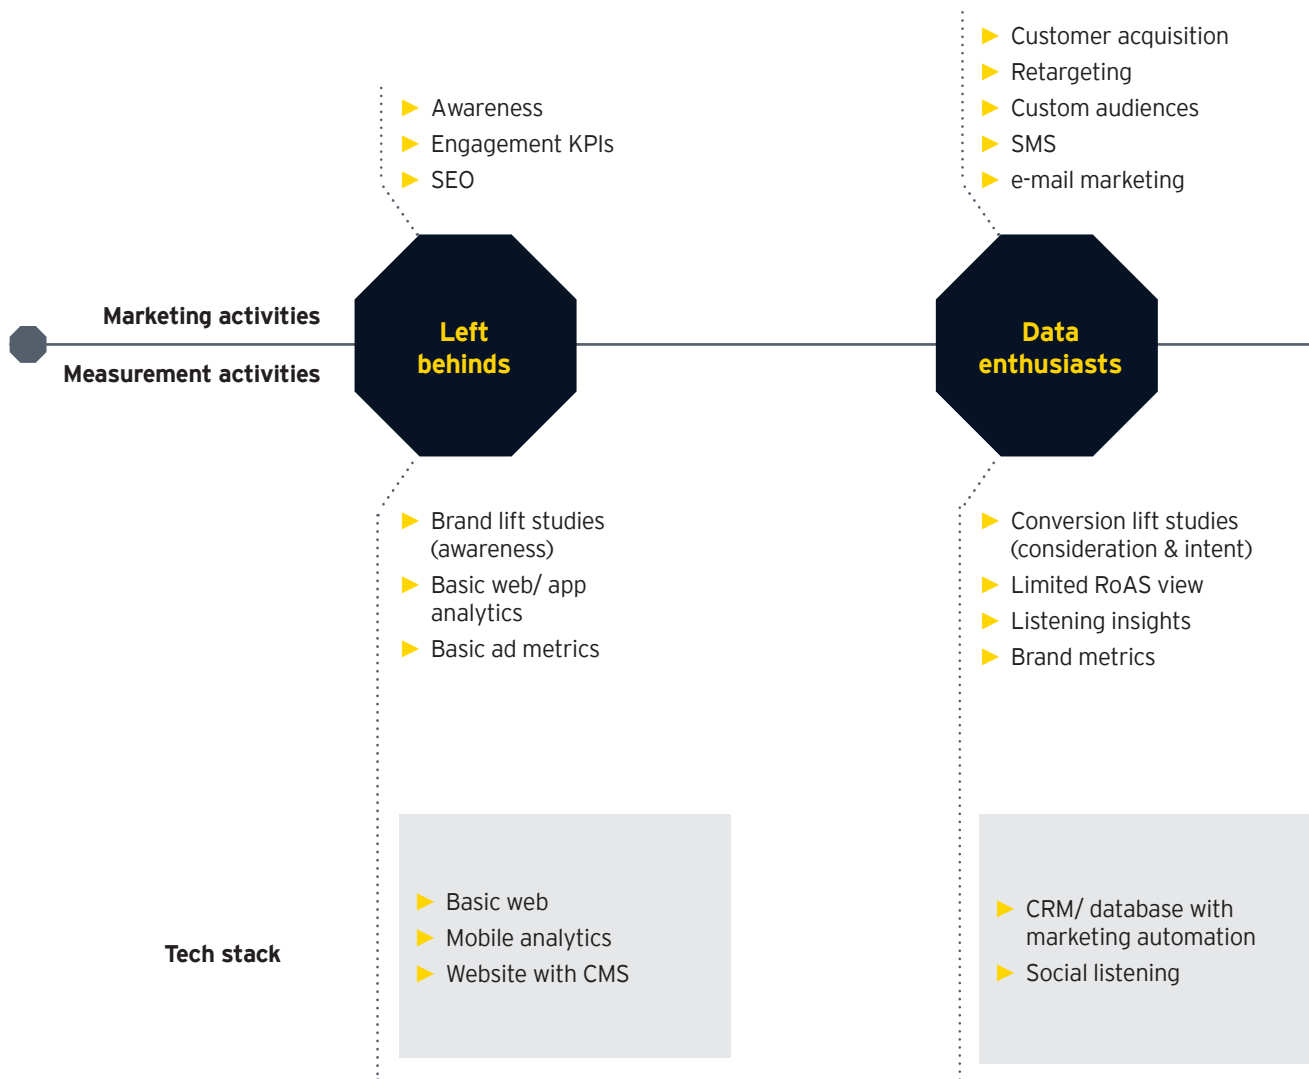 Awareness
Engagement KPIs
SEO
Customer acquisition
Retargeting
Custom audiences
SMS
e-mail marketing
Marketing activities
Measurement activities
Left
behinds
Data
enthusiasts
Brand lift studies
(awareness)
Basic web/ app
analytics
Basic ad metrics
Conversion lift studies
(consideration & intent)
Limited RoAS view
Listening insights
Brand metrics
Tech stack
Basic web
Mobile analytics
Website with CMS
CRM/ database with
marketing automation
Social listening